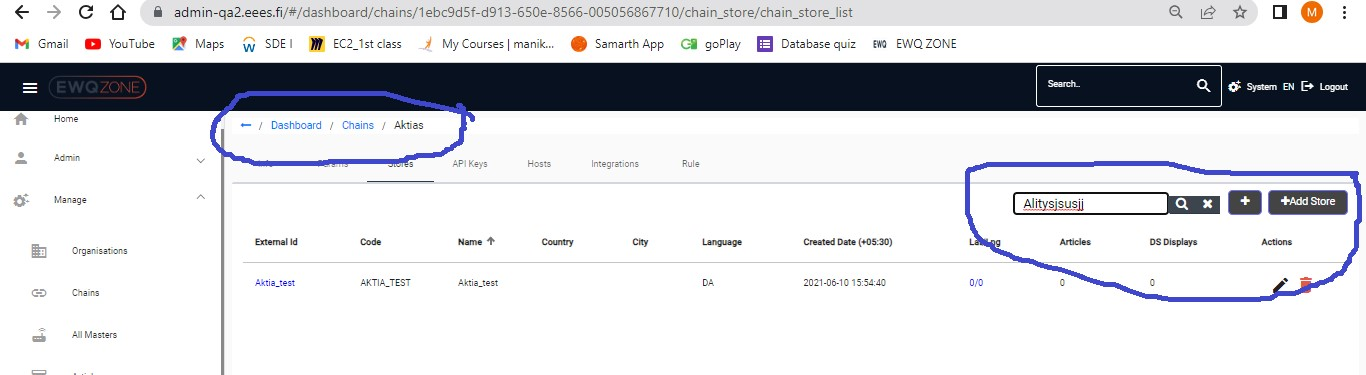 admin-qa2.eees.fi/#/dashboard/chains/1ebc9d5f-d913-650e-8566-005056867710/chain_store/chain_store_list
M
Gmail YouTube Maps SDE I EC2_1st class My Courses | manik... Samarth App goPlay Database quiz EWQ EWQ ZONE
EWQZONE Search.. System EN Logout
Home ← / Dashboard / Chains / Aktias
Admin Stores API Keys Hosts Integrations Rule
Manage Alitysjsusjj + +Add Store
External Id Code Name Country City Language Created Date (+05:30) Articles DS Displays Actions
Organisations
Aktia_test AKTIA_TEST Aktia_test DA 2021-06-10 15:54:40 0/0 0 0
Chains
All Masters